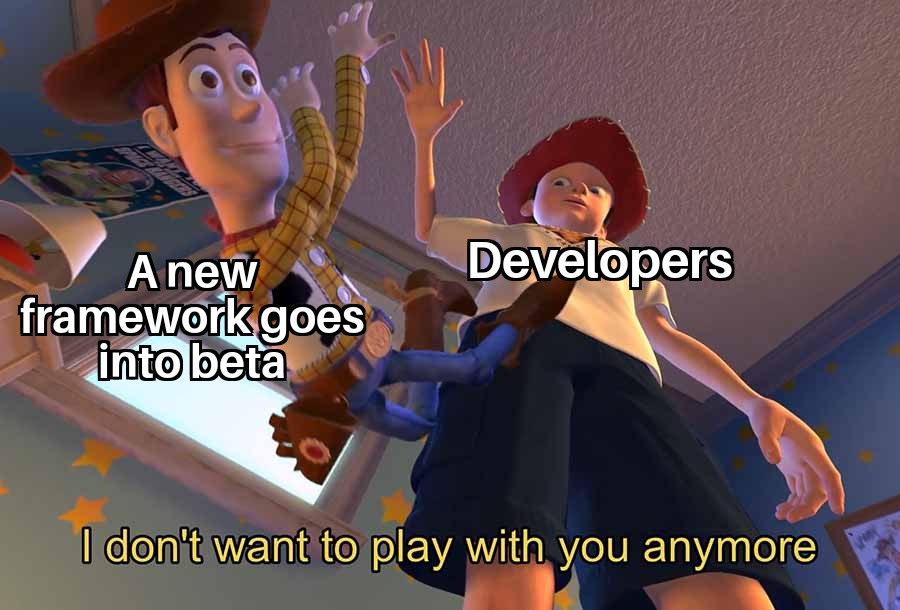 A new
framework goes
into beta
Developers
I don't want to play with you anymore